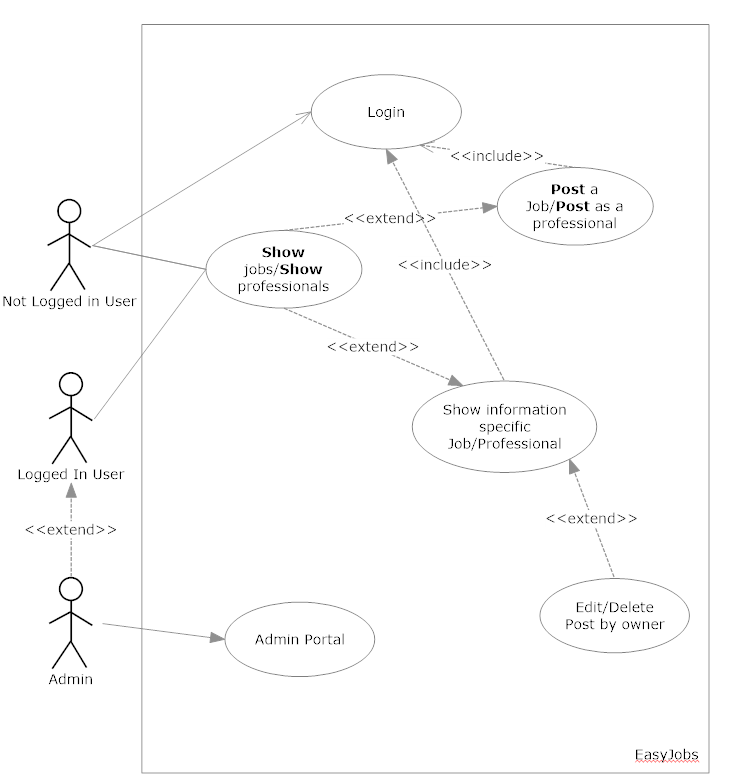 Login
<<include>>
Post a
Job/Post as a
professional
<<extend>>
Show
jobs/Show
professionals
<<include>>
Not Logged in User
<<extend>>
Show information
specific
Job/Professional
Logged In User
<<extend>>
<<extend>>
Edit/Delete
Post by owner
Admin Portal
Admin
EasyJobs